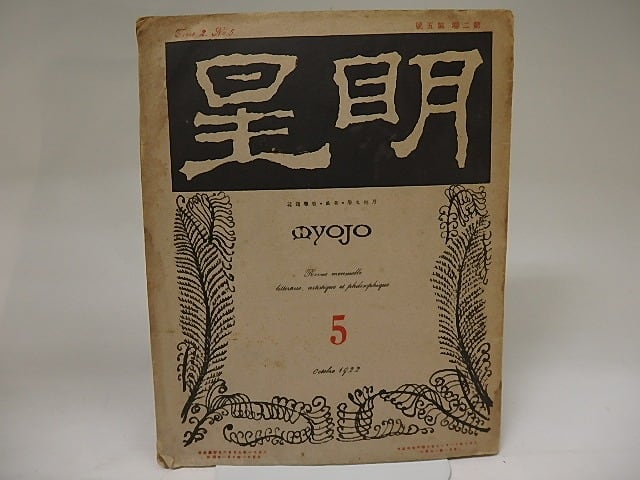 Tome 2. No. 5
第二卷 第五號
明星
MYOJO
Revue mensuelle
littéraire, artistique et philosophique
5
Octobre 1922